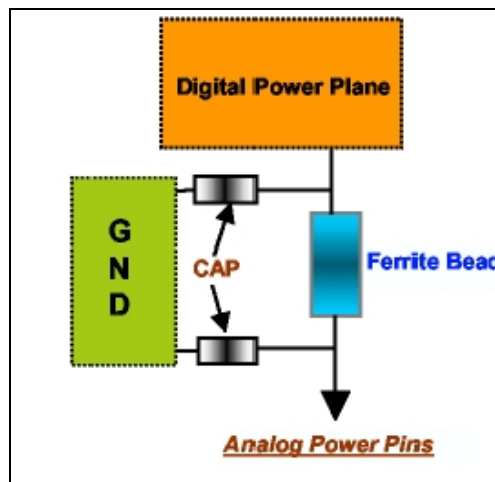 Digital Power Plane
G
N
D
CAP
Ferrite Bead
Analog Power Pins